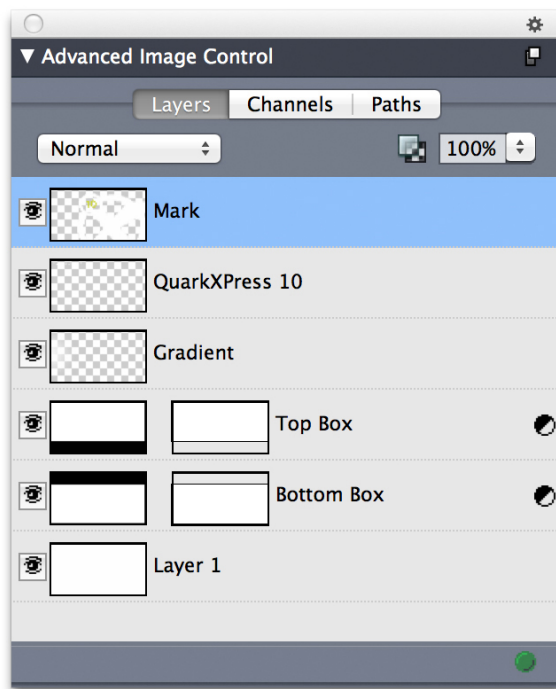 Advanced Image Control
Layers Channels Paths
Normal 100%
Mark
QuarkXPress 10
Gradient
Top Box
Bottom Box
Layer 1